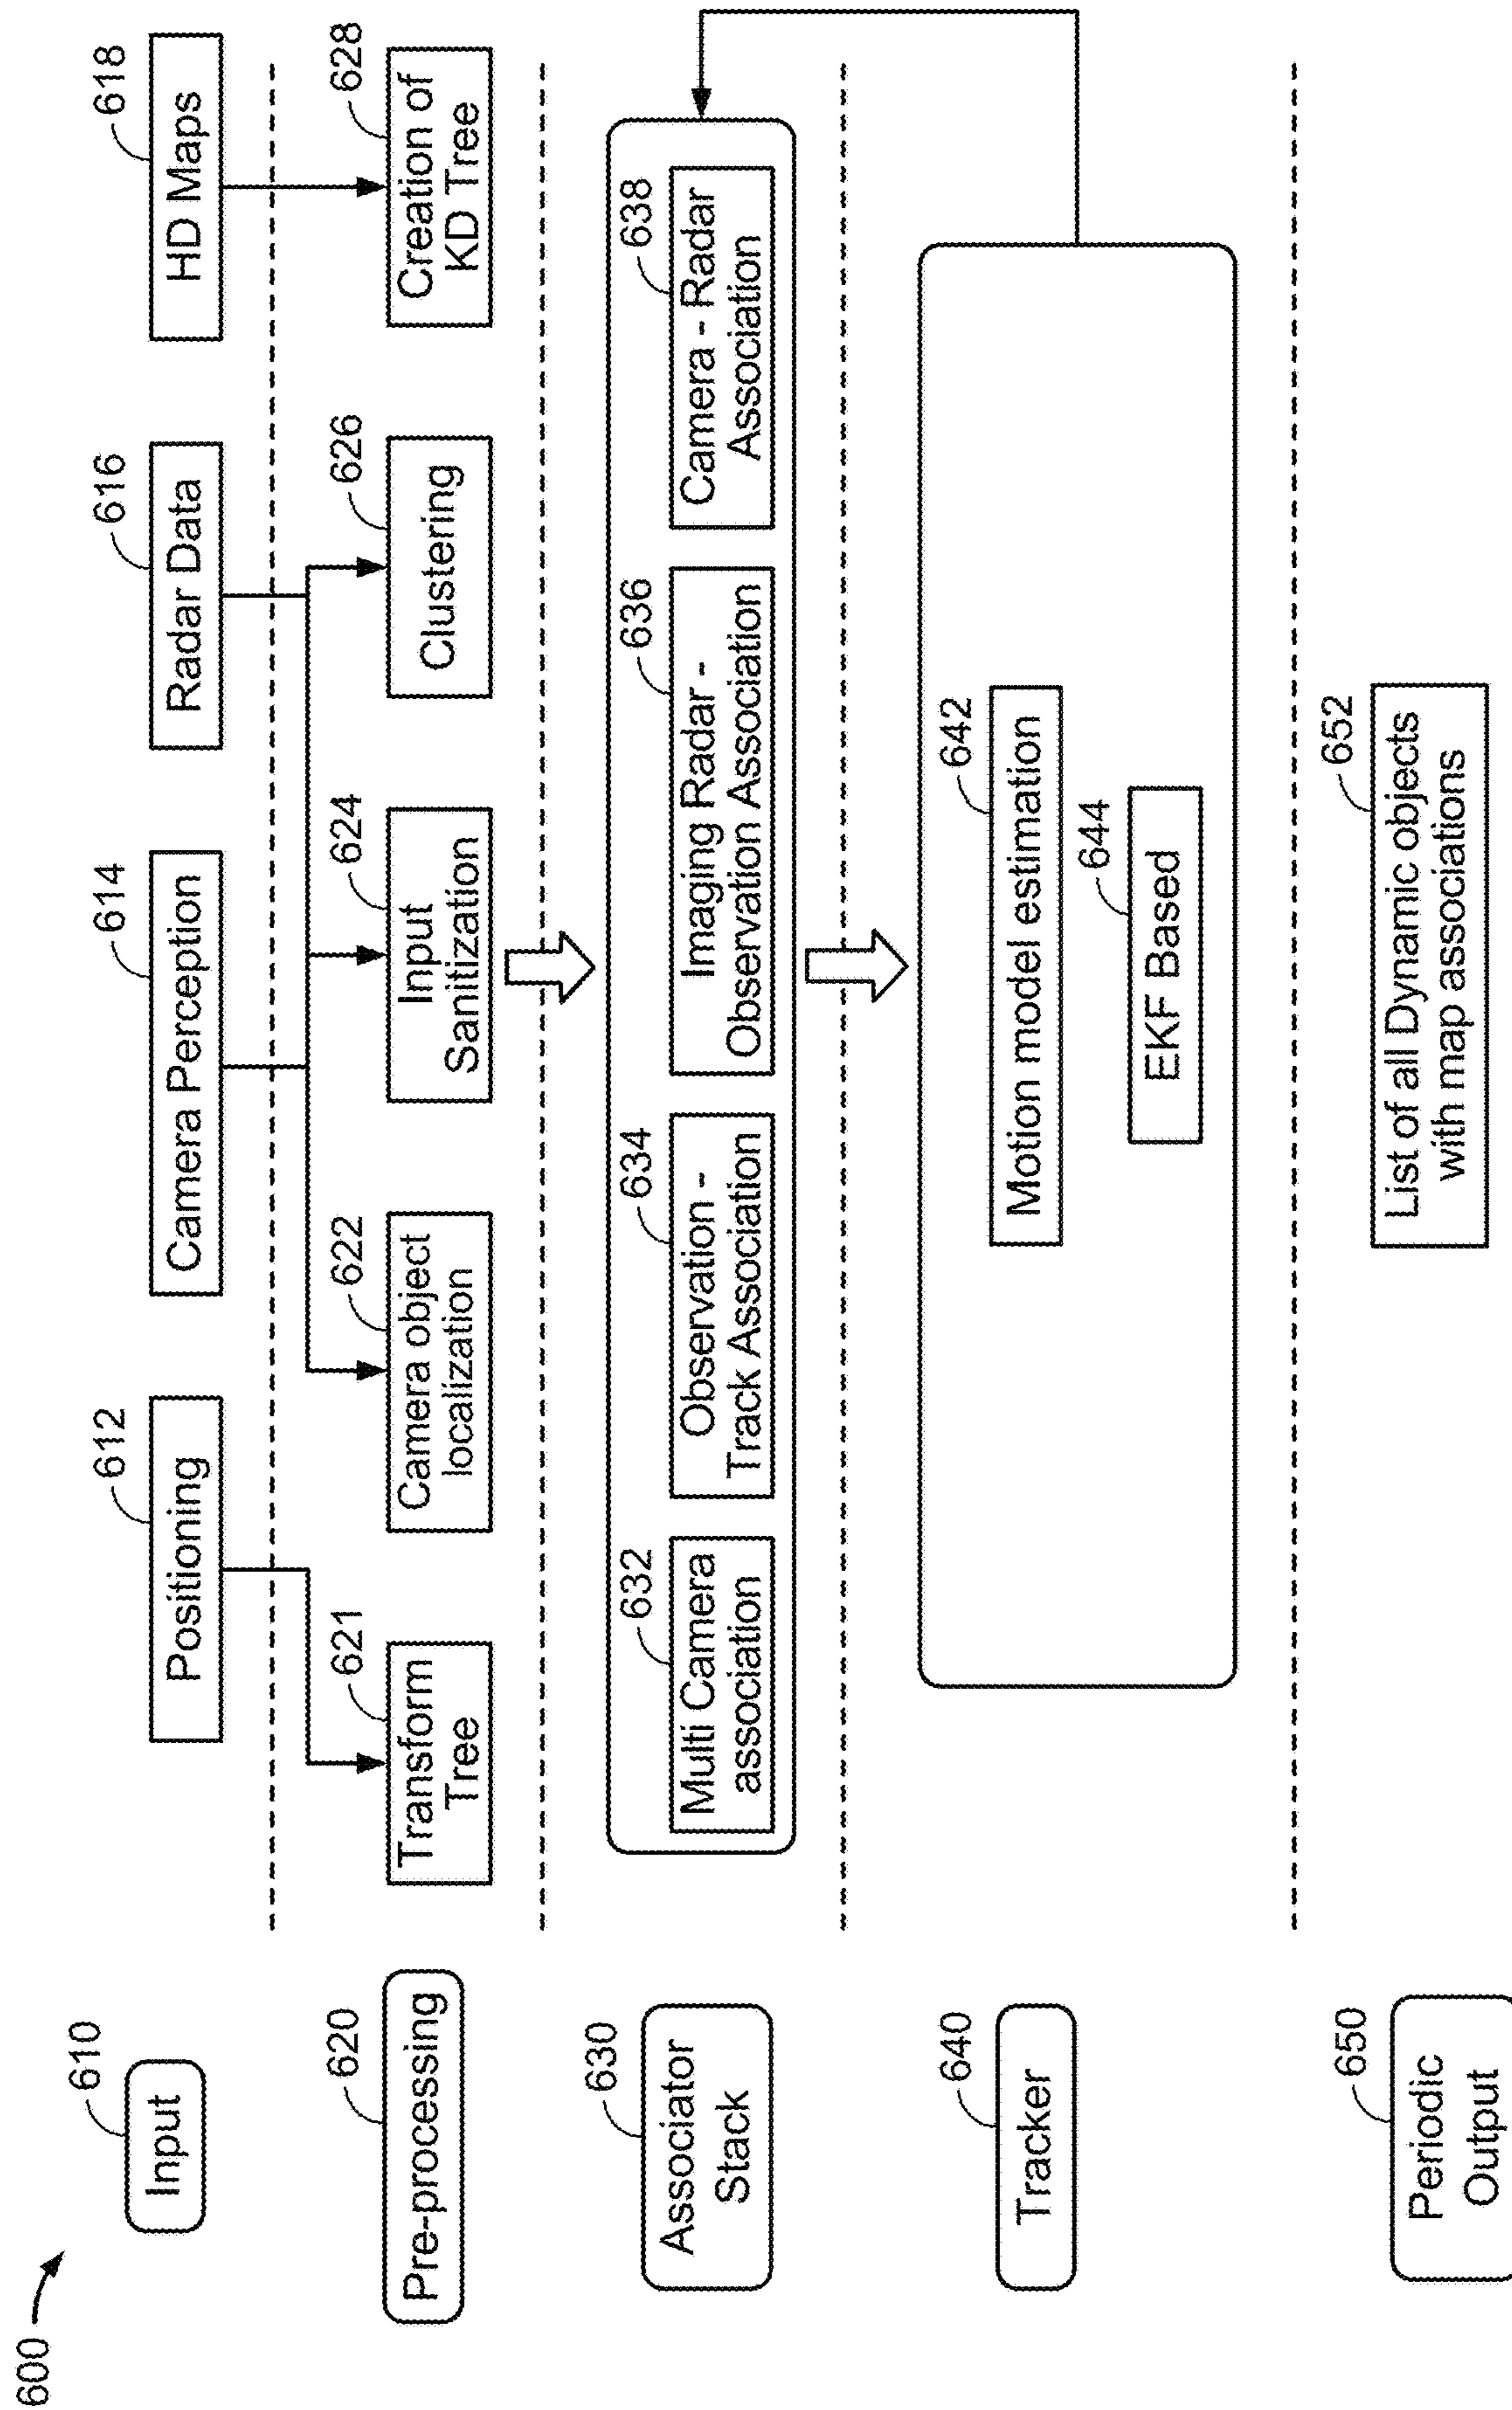 600
610
Input
612
Positioning
614
Camera Perception
616
Radar Data
618
HD Maps
620
Pre-processing
621
Transform
Tree
622
Camera object
localization
624
Input
Sanitization
626
Clustering
628
Creation of
KD Tree
630
Associator
Stack
632
Multi Camera
association
634
Observation -
Track Association
636
Imaging Radar -
Observation Association
638
Camera - Radar
Association
640
Tracker
642
Motion model estimation
644
EKF Based
650
Periodic
Output
652
List of all Dynamic objects
with map associations